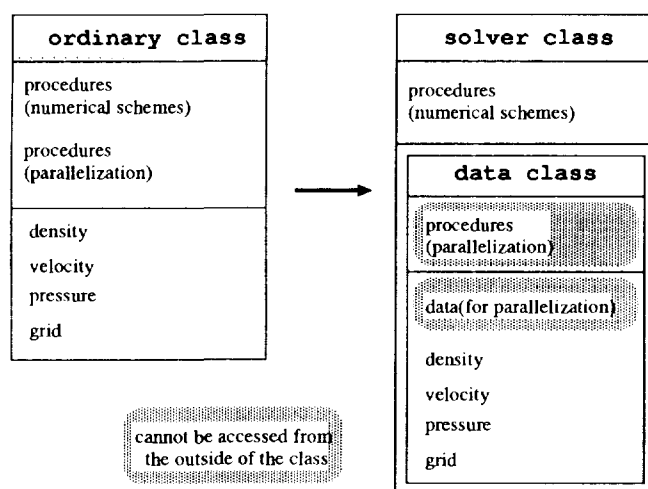 ordinary class
procedures
(numerical schemes)
procedures
(parallelization)
density
velocity
pressure
grid
solver class
procedures
(numerical schemes)
data class
procedures
(parallelization)
data(for parallelization)
density
velocity
pressure
grid
cannot be accessed from
the outside of the class